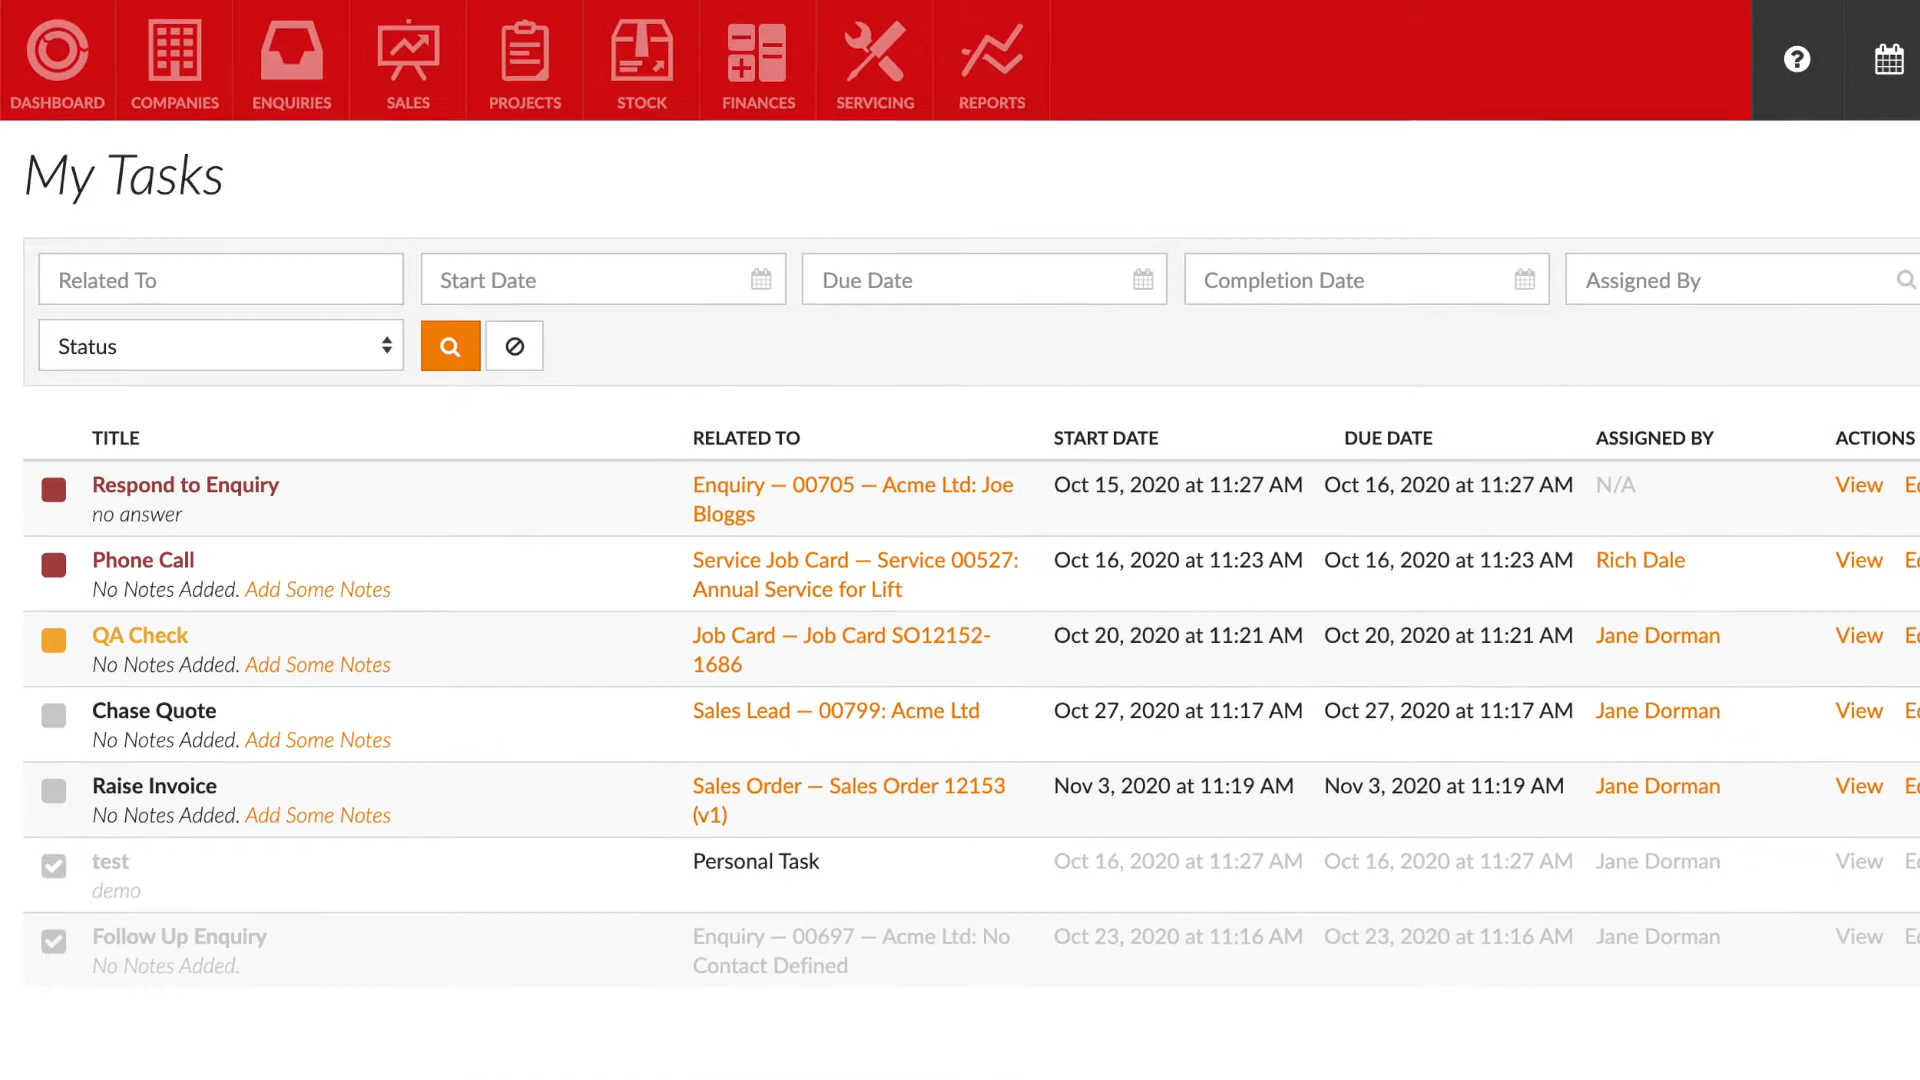 DASHBOARD COMPANIES ENQUIRIES SALES PROJECTS STOCK FINANCES SERVICING REPORTS
My Tasks
Related To Start Date Due Date Completion Date Assigned By
Status
TITLE RELATED TO START DATE DUE DATE ASSIGNED BY ACTIONS
Respond to Enquiry Enquiry — 00705 — Acme Ltd: Joe Oct 15, 2020 at 11:27 AM Oct 16, 2020 at 11:27 AM N/A View
no answer Bloggs
Phone Call Service Job Card — Service 00527: Oct 16, 2020 at 11:23 AM Oct 16, 2020 at 11:23 AM Rich Dale View
No Notes Added. Add Some Notes Annual Service for Lift
QA Check Job Card — Job Card SO12152- Oct 20, 2020 at 11:21 AM Oct 20, 2020 at 11:21 AM Jane Dorman View
No Notes Added. Add Some Notes 1686
Chase Quote Sales Lead — 00799: Acme Ltd Oct 27, 2020 at 11:17 AM Oct 27, 2020 at 11:17 AM Jane Dorman View
No Notes Added. Add Some Notes
Raise Invoice Sales Order — Sales Order 12153 Nov 3, 2020 at 11:19 AM Nov 3, 2020 at 11:19 AM Jane Dorman View
No Notes Added. Add Some Notes (v1)
test Personal Task Oct 16, 2020 at 11:27 AM Oct 16, 2020 at 11:27 AM Jane Dorman View
demo
Follow Up Enquiry Enquiry — 00697 — Acme Ltd: No Oct 23, 2020 at 11:16 AM Oct 23, 2020 at 11:16 AM Jane Dorman View
No Notes Added. Contact Defined